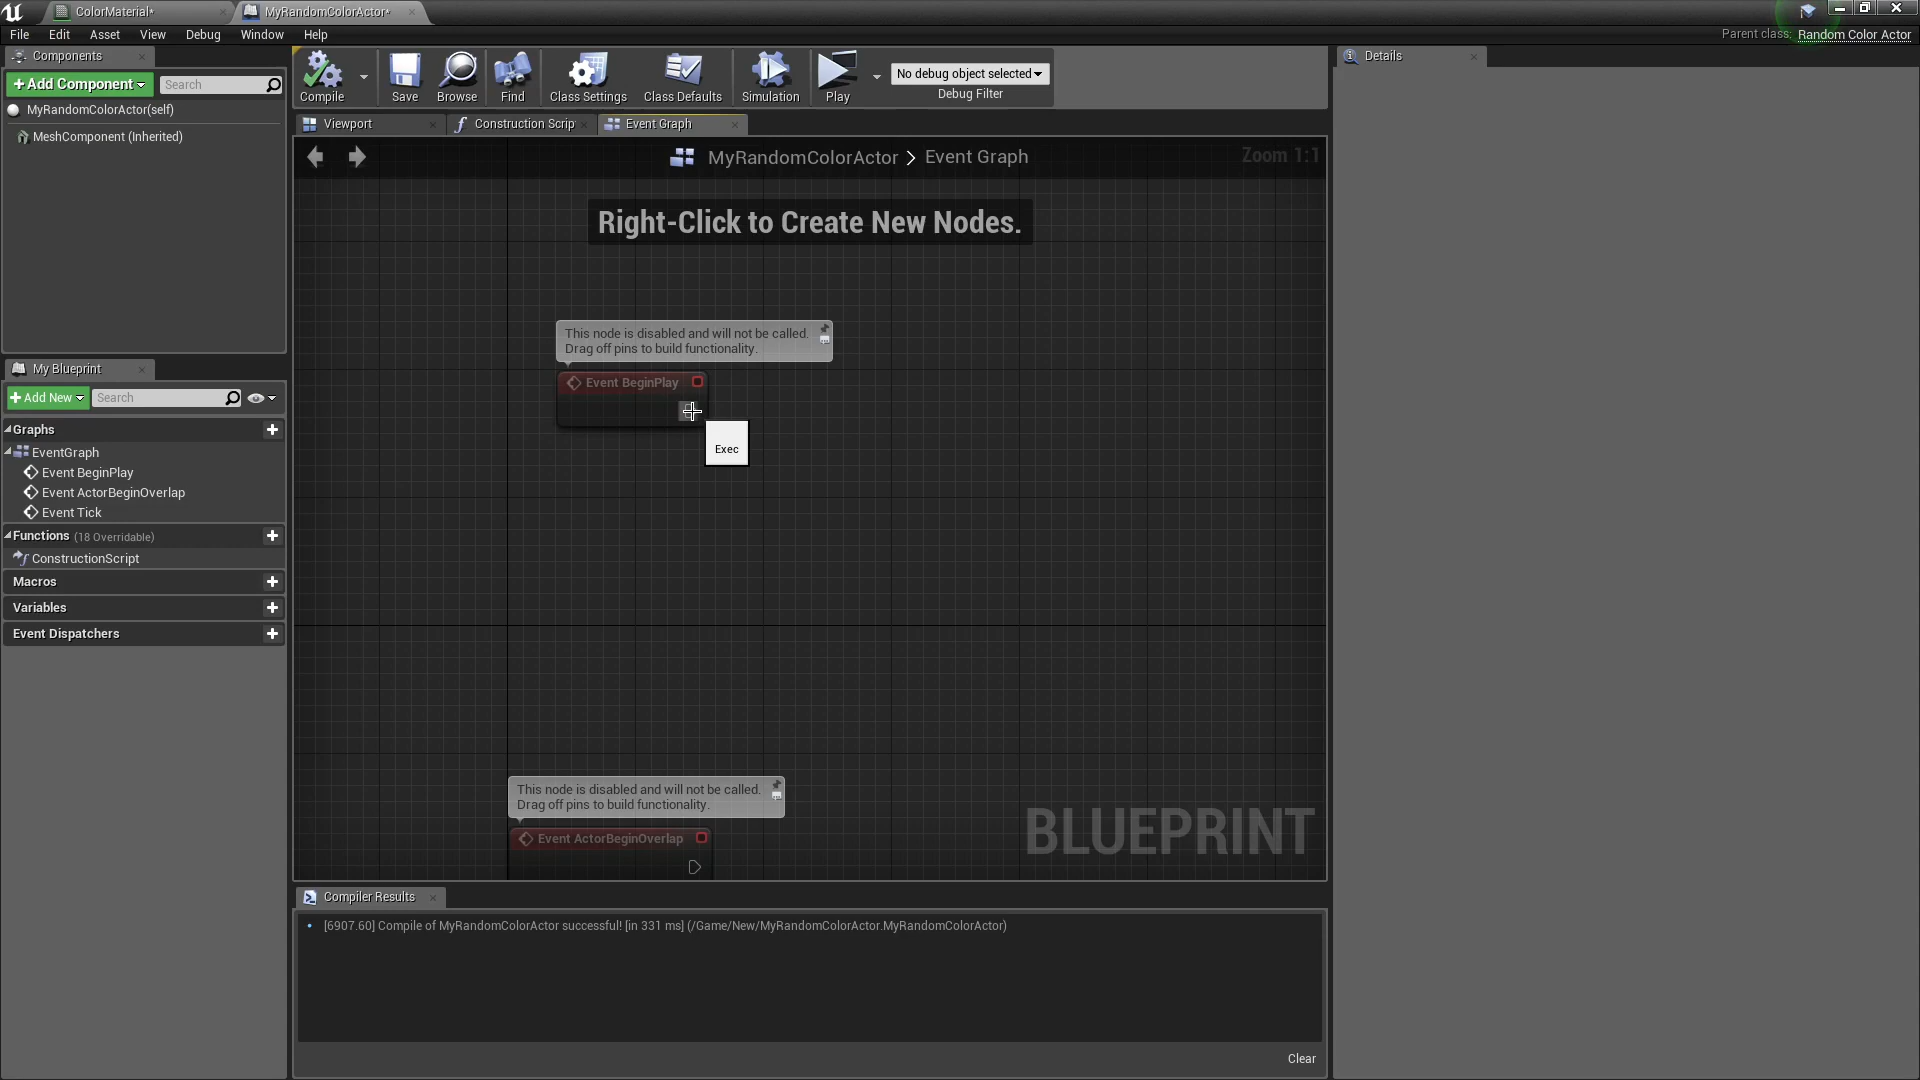 ColorMaterial*
MyRandomColorActor*
File Edit Asset View Debug Window Help
Parent class: Random Color Actor
Components
+Add Component
Search
MyRandomColorActor(self)
MeshComponent (Inherited)
Compile
Save
Browse
Find
Class Settings
Class Defaults
Simulation
Play
No debug object selected
Debug Filter
Details
Viewport
Construction Scrip
Event Graph
MyRandomColorActor > Event Graph
Zoom 1:1
Right-Click to Create New Nodes.
This node is disabled and will not be called.
Drag off pins to build functionality.
Event BeginPlay
Exec
My Blueprint
+Add New
Search
Graphs
EventGraph
Event BeginPlay
Event ActorBeginOverlap
Event Tick
Functions (18 Overridable)
ConstructionScript
Macros
Variables
Event Dispatchers
This node is disabled and will not be called.
Drag off pins to build functionality.
Event ActorBeginOverlap
BLUEPRINT
Compiler Results
[6907.60] Compile of MyRandomColorActor successful! [in 331 ms] (/Game/New/MyRandomColorActor.MyRandomColorActor)
Clear